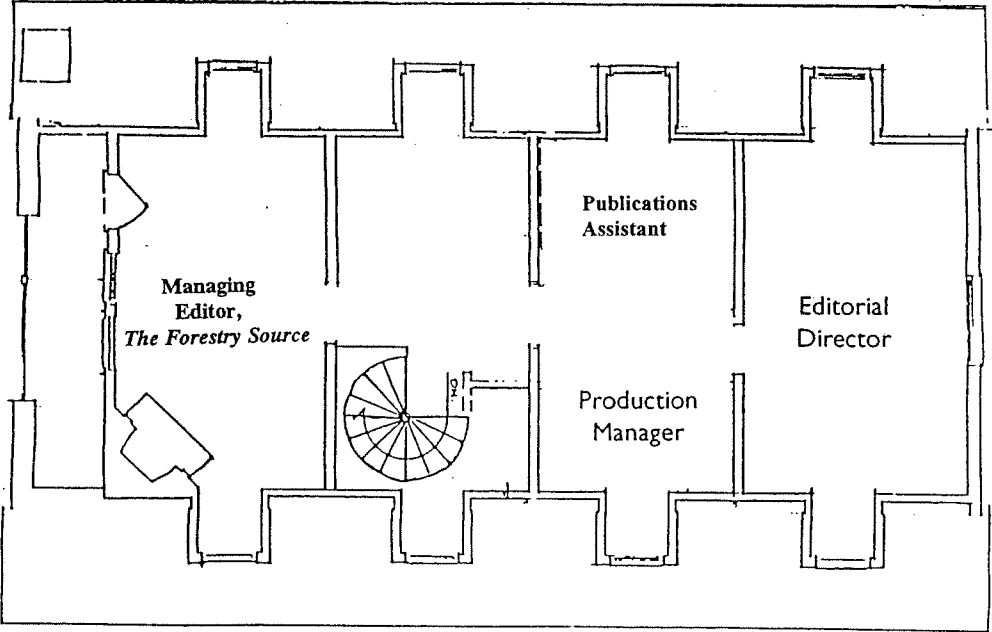 Publications
Assistant
Managing
Editor,
The Forestry Source
Editorial
Director
Production
Manager